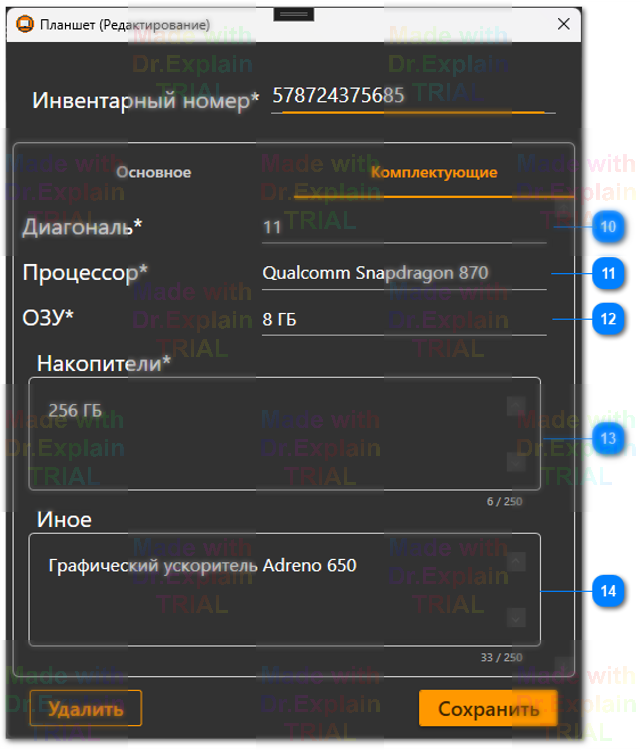 Планшет (Редактирование)
Инвентарный номер* 578724375685
Основное Комплектующие
Диагональ* 11 10
Процессор* Qualcomm Snapdragon 870 11
ОЗУ* 8 ГБ 12
Накопители*
256 ГБ
13
6 / 250
Иное
Графический ускоритель Adreno 650
14
33 / 250
Удалить Сохранить
Made with
Dr.Explain
TRIAL